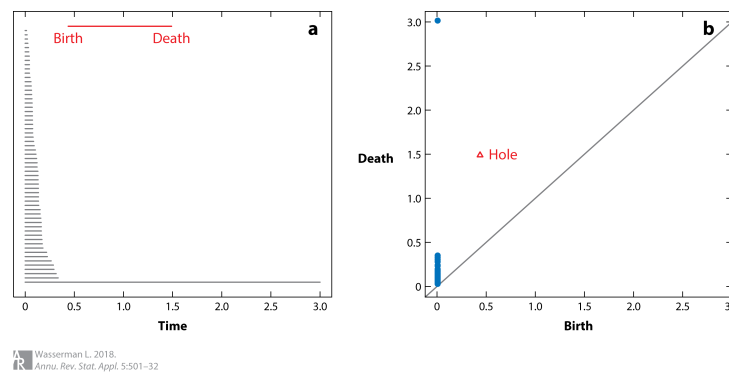 a
Birth Death
0 0.5 1.0 1.5 2.0 2.5 3.0
Time
b
3.0
2.5
2.0
Death
1.5
Hole
1.0
0.5
0
0 0.5 1.0 1.5 2.0 2.5 3.0
Birth
AR
Wasserman L. 2018.
Annu. Rev. Stat. Appl. 5:501–32